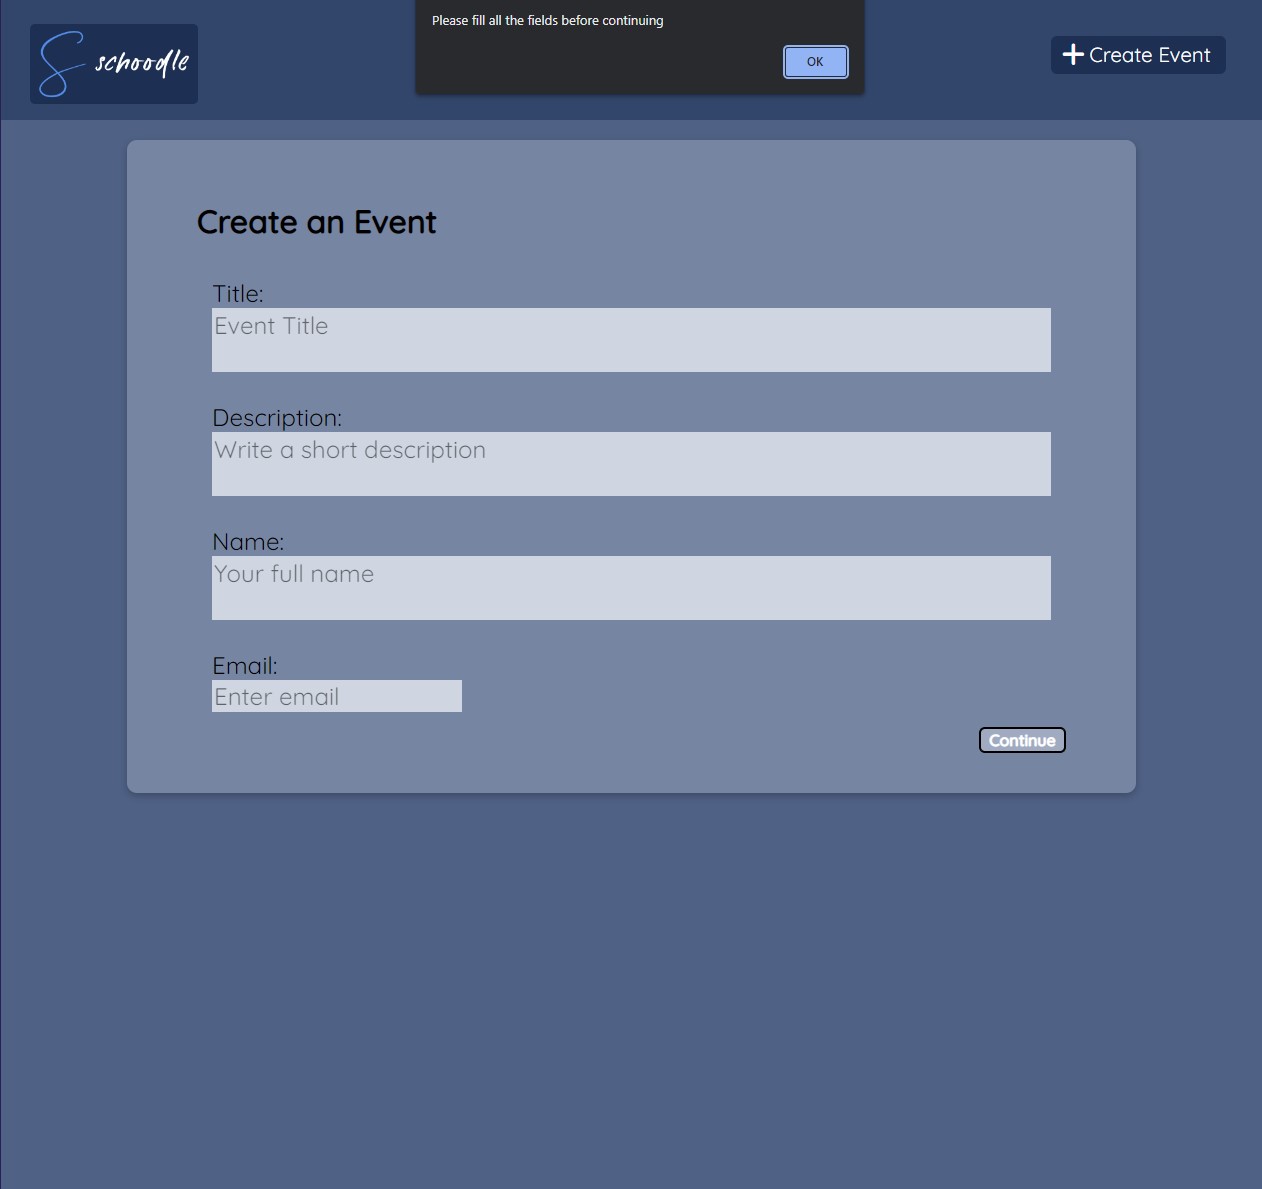 Please fill all the fields before continuing
OK
S schoodle
Create Event
Create an Event
Title:
Event Title
Description:
Write a short description
Name:
Your full name
Email:
Enter email
Continue